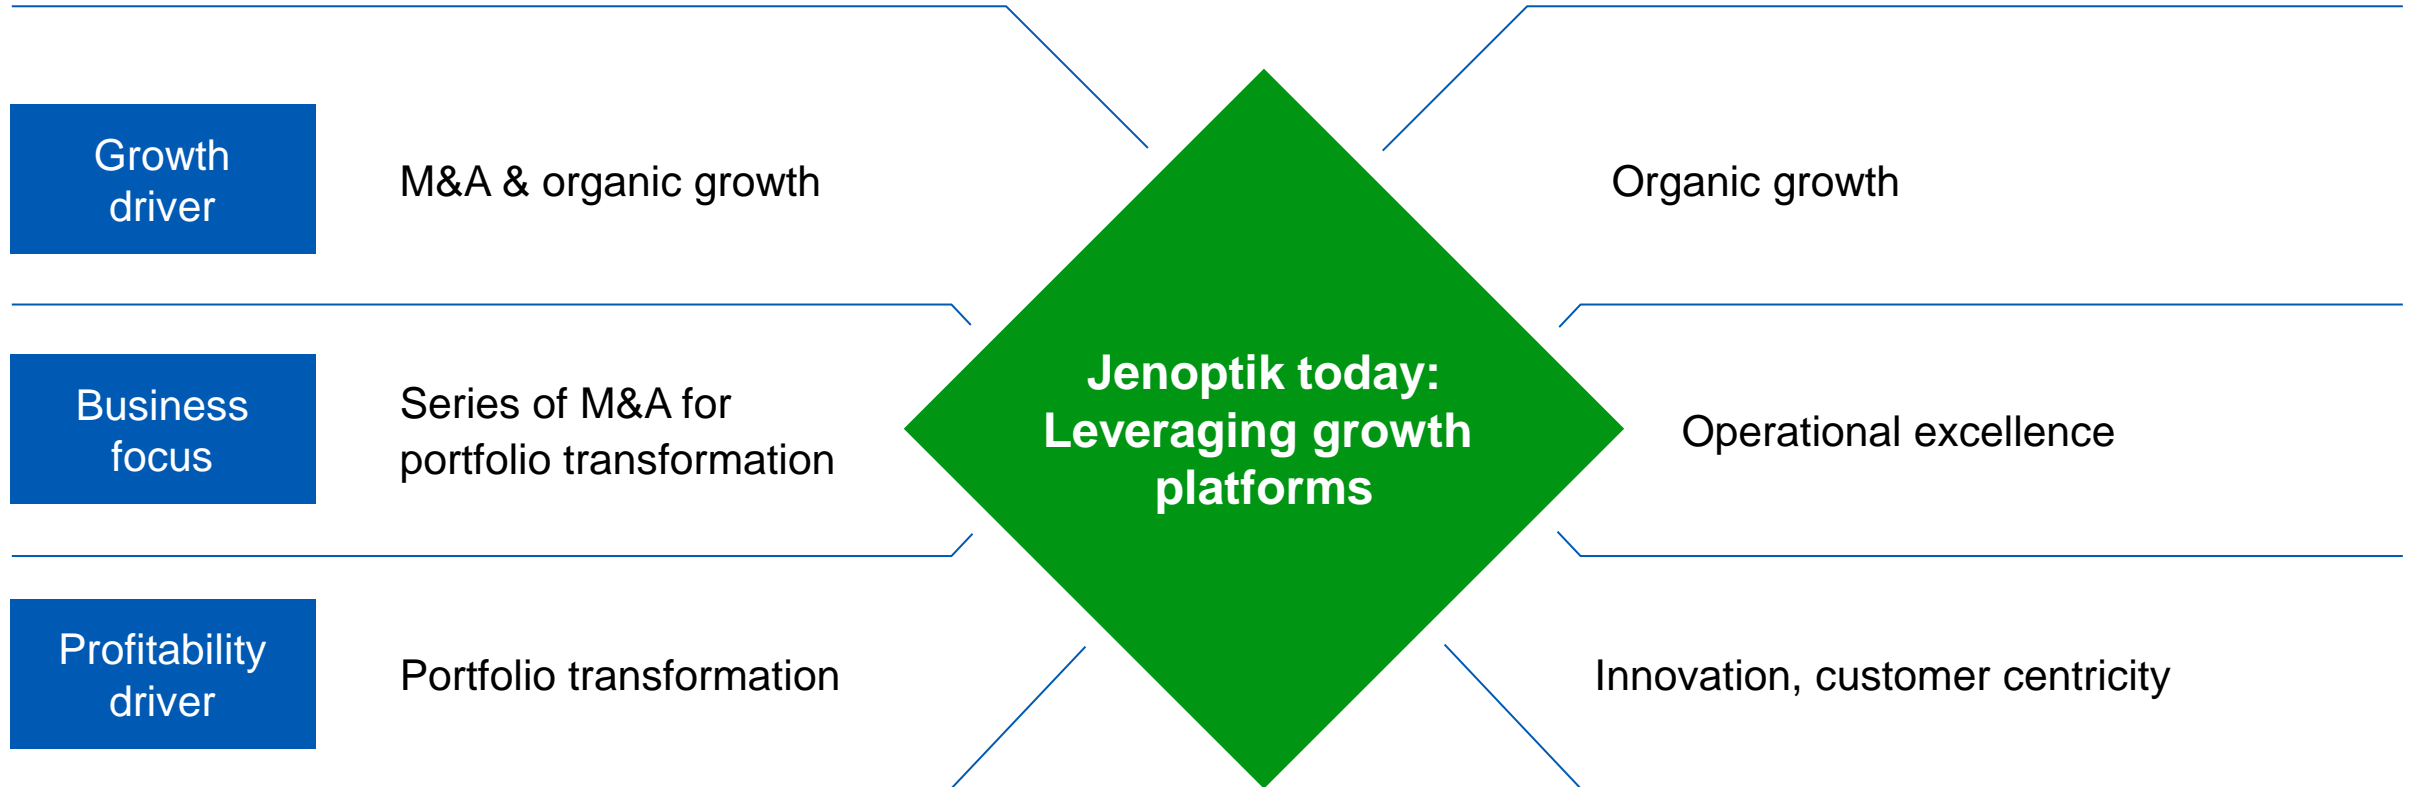 Growth
driver
M&A & organic growth
Organic growth
Business
focus
Series of M&A for
portfolio transformation
Jenoptik today:
Leveraging growth
platforms
Operational excellence
Profitability
driver
Portfolio transformation
Innovation, customer centricity